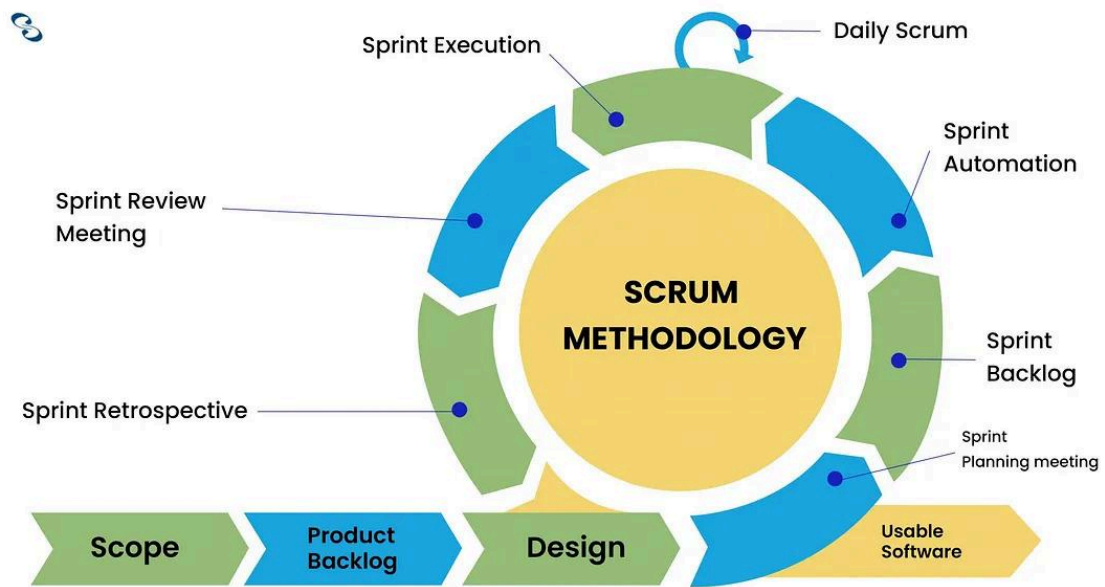 Sprint Execution
Daily Scrum
Sprint
Automation
Sprint Review
Meeting
SCRUM
METHODOLOGY
Sprint
Backlog
Sprint Retrospective
Sprint
Planning meeting
Scope
Product
Backlog
Design
Usable
Software